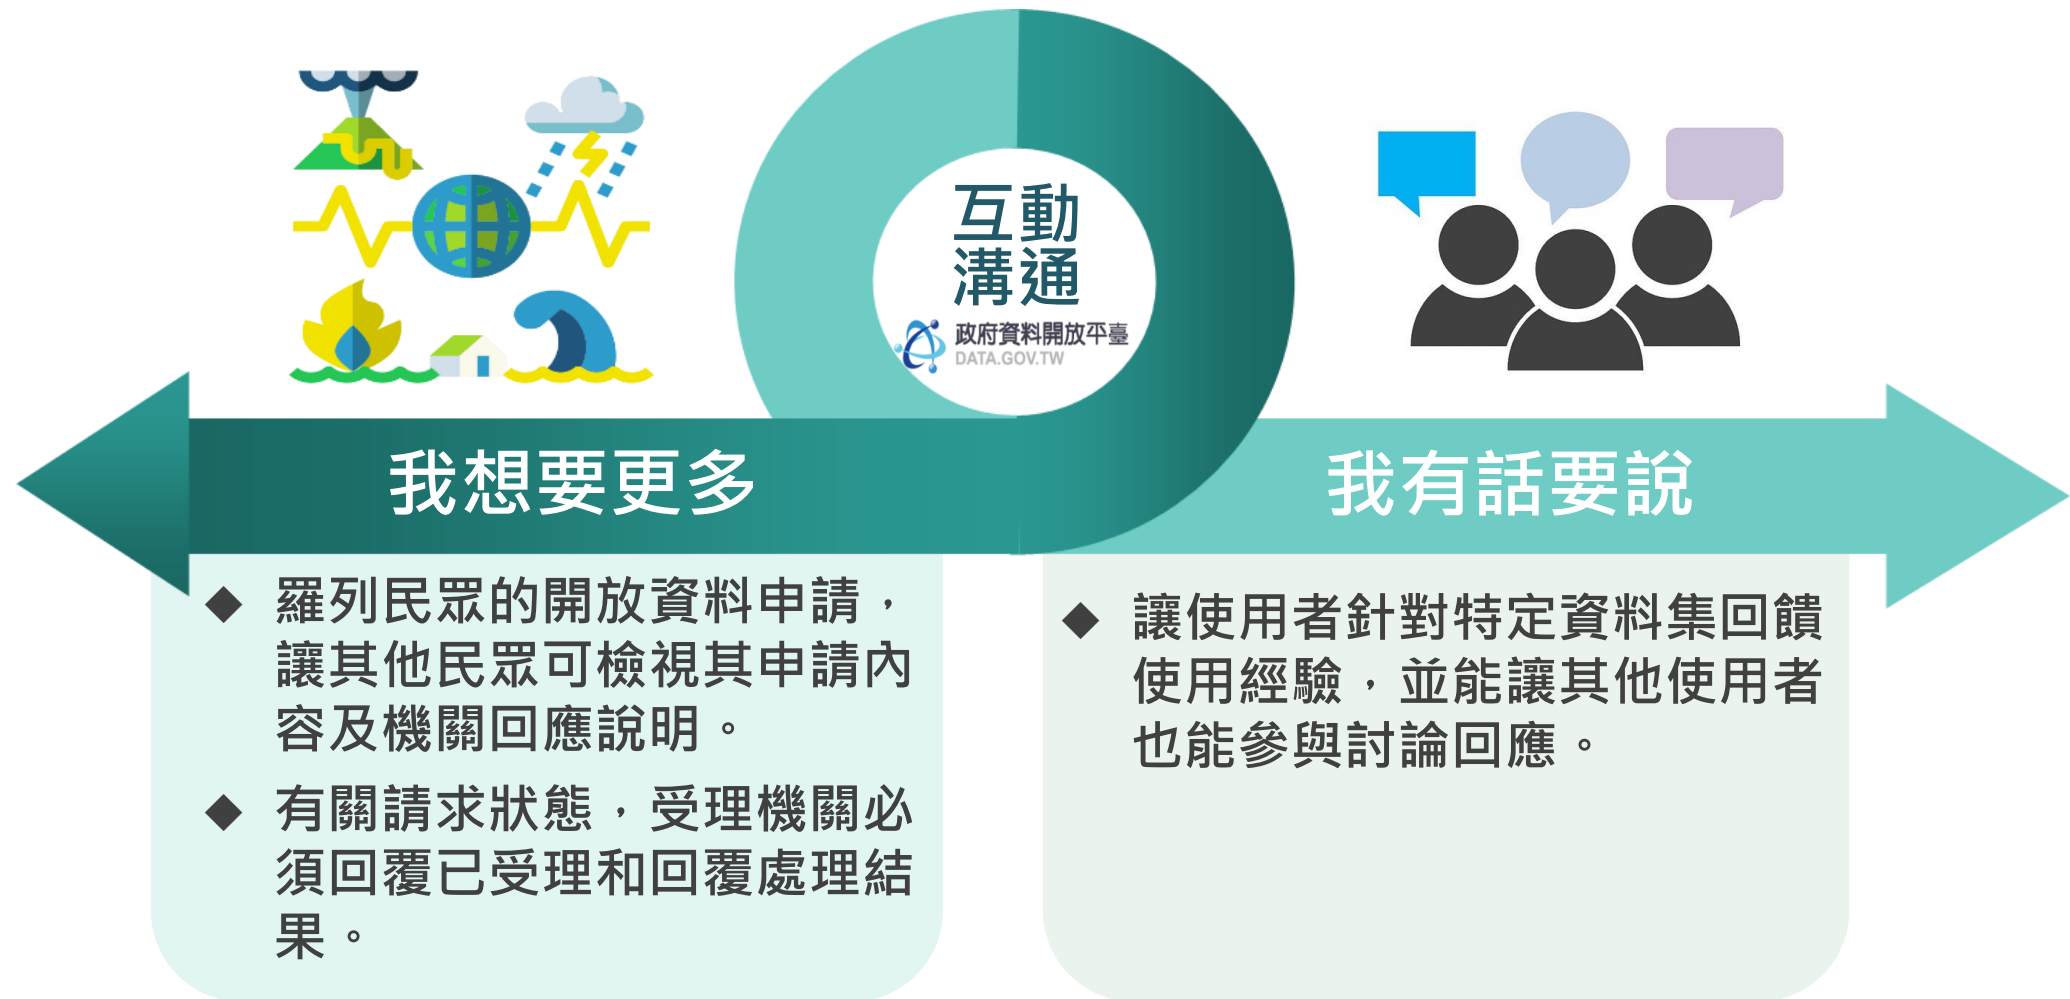 互動
溝通
政府資料開放平臺
DATA.GOV.TW
我想要更多
我有話要說
◆ 羅列民眾的開放資料申請，
讓其他民眾可檢視其申請內
容及機關回應說明。
◆ 有關請求狀態，受理機關必
須回覆已受理和回覆處理結
果。
◆ 讓使用者針對特定資料集回饋
使用經驗，並能讓其他使用者
也能參與討論回應。